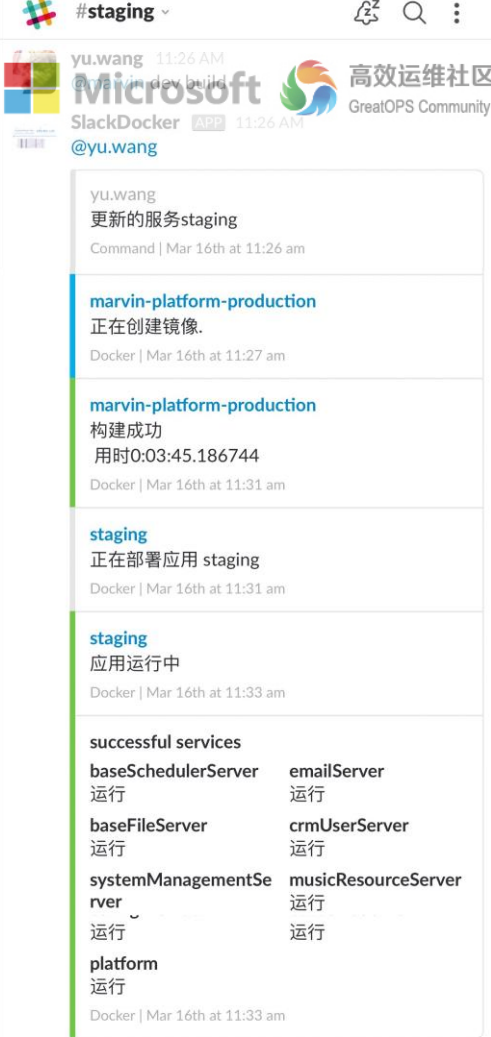 #staging
yu.wang 11:26 AM
@marvin dev build
Microsoft
高效运维社区
GreatOPS Community
SlackDocker APP 11:26 AM
@yu.wang
yu.wang
更新的服务staging
Command | Mar 16th at 11:26 am
marvin-platform-production
正在创建镜像.
Docker | Mar 16th at 11:27 am
marvin-platform-production
构建成功
用时0:03:45.186744
Docker | Mar 16th at 11:31 am
staging
正在部署应用 staging
Docker | Mar 16th at 11:31 am
staging
应用运行中
Docker | Mar 16th at 11:33 am
successful services
baseSchedulerServer emailServer
运行 运行
baseFileServer crmUserServer
运行 运行
systemManagementSe musicResourceServer
rver 运行
运行 运行
platform
运行
Docker | Mar 16th at 11:33 am